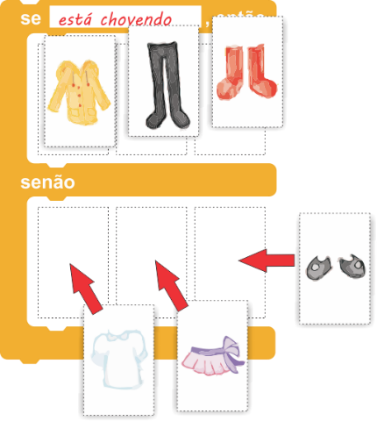 se está chovendo , então
senão